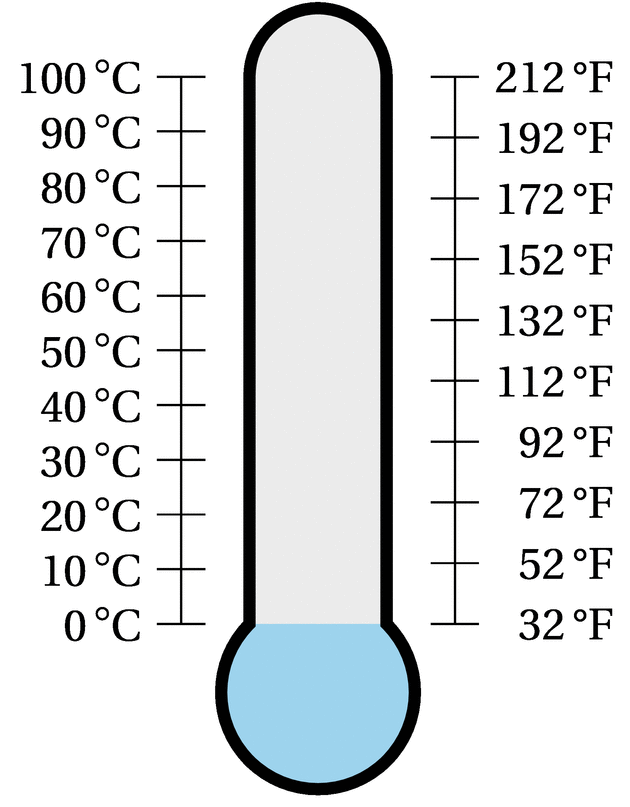 100 °C
90 °C
80 °C
70 °C
60 °C
50 °C
40 °C
30 °C
20 °C
10 °C
0 °C
212 °F
192 °F
172 °F
152 °F
132 °F
112 °F
92 °F
72 °F
52 °F
32 °F